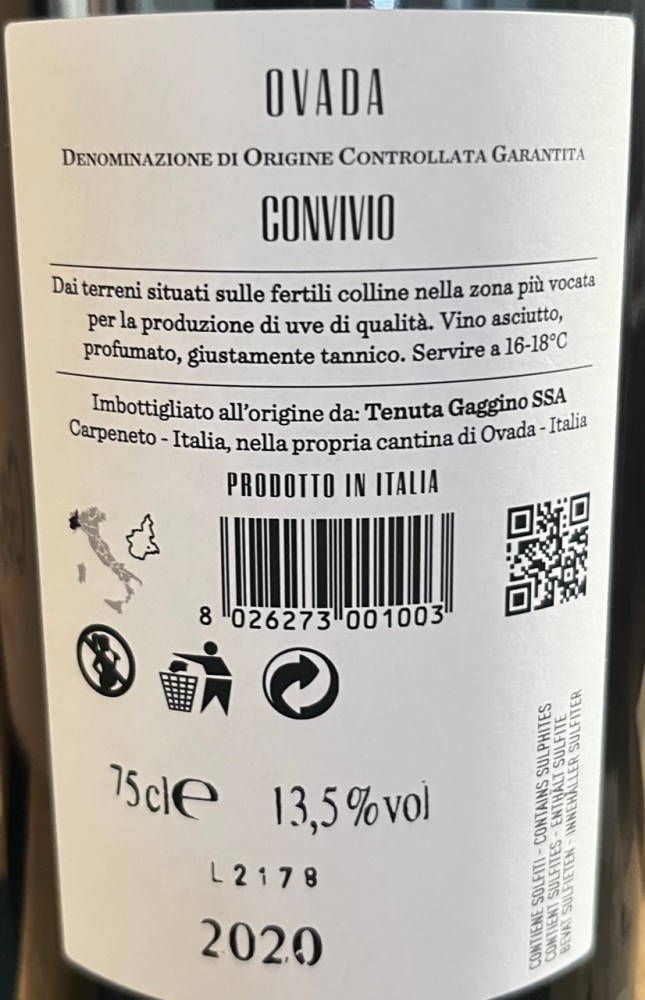 OVADA
DENOMINAZIONE DI ORIGINE CONTROLLATA GARANTITA
CONVIVIO
Dai terreni situati sulle fertili colline nella zona più vocata
per la produzione di uve di qualità. Vino asciutto,
profumato, giustamente tannico. Servire a 16-18°C
Imbottigliato all'origine da: Tenuta Gaggino SSA
Carpeneto - Italia, nella propria cantina di Ovada - Italia
PRODOTTO IN ITALIA
8 026273 001003
75cle 13,5%vol
L2178
2020
CONTIENE SOLFITI - CONTAINS SULPHITES
CONTIENT SULFITES - ENTHÄLT SULFITE
BEVAT SULFIETEN - INNEHÅLLER SULFITER